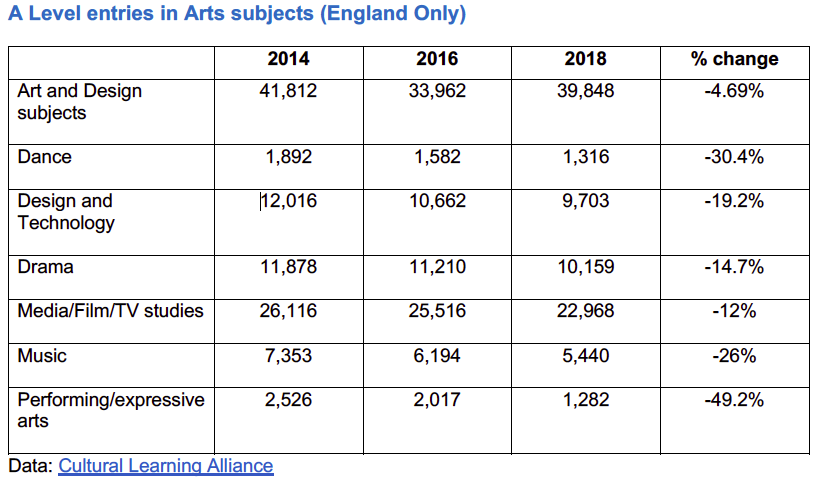 A Level entries in Arts subjects (England Only)
2014 2016 2018 % change
Art and Design 41,812 33,962 39,848 -4.69%
subjects
Dance 1,892 1,582 1,316 -30.4%
Design and 12,016 10,662 9,703 -19.2%
Technology
Drama 11,878 11,210 10,159 -14.7%
Media/Film/TV studies 26,116 25,516 22,968 -12%
Music 7,353 6,194 5,440 -26%
Performing/expressive 2,526 2,017 1,282 -49.2%
arts
Data: Cultural Learning Alliance